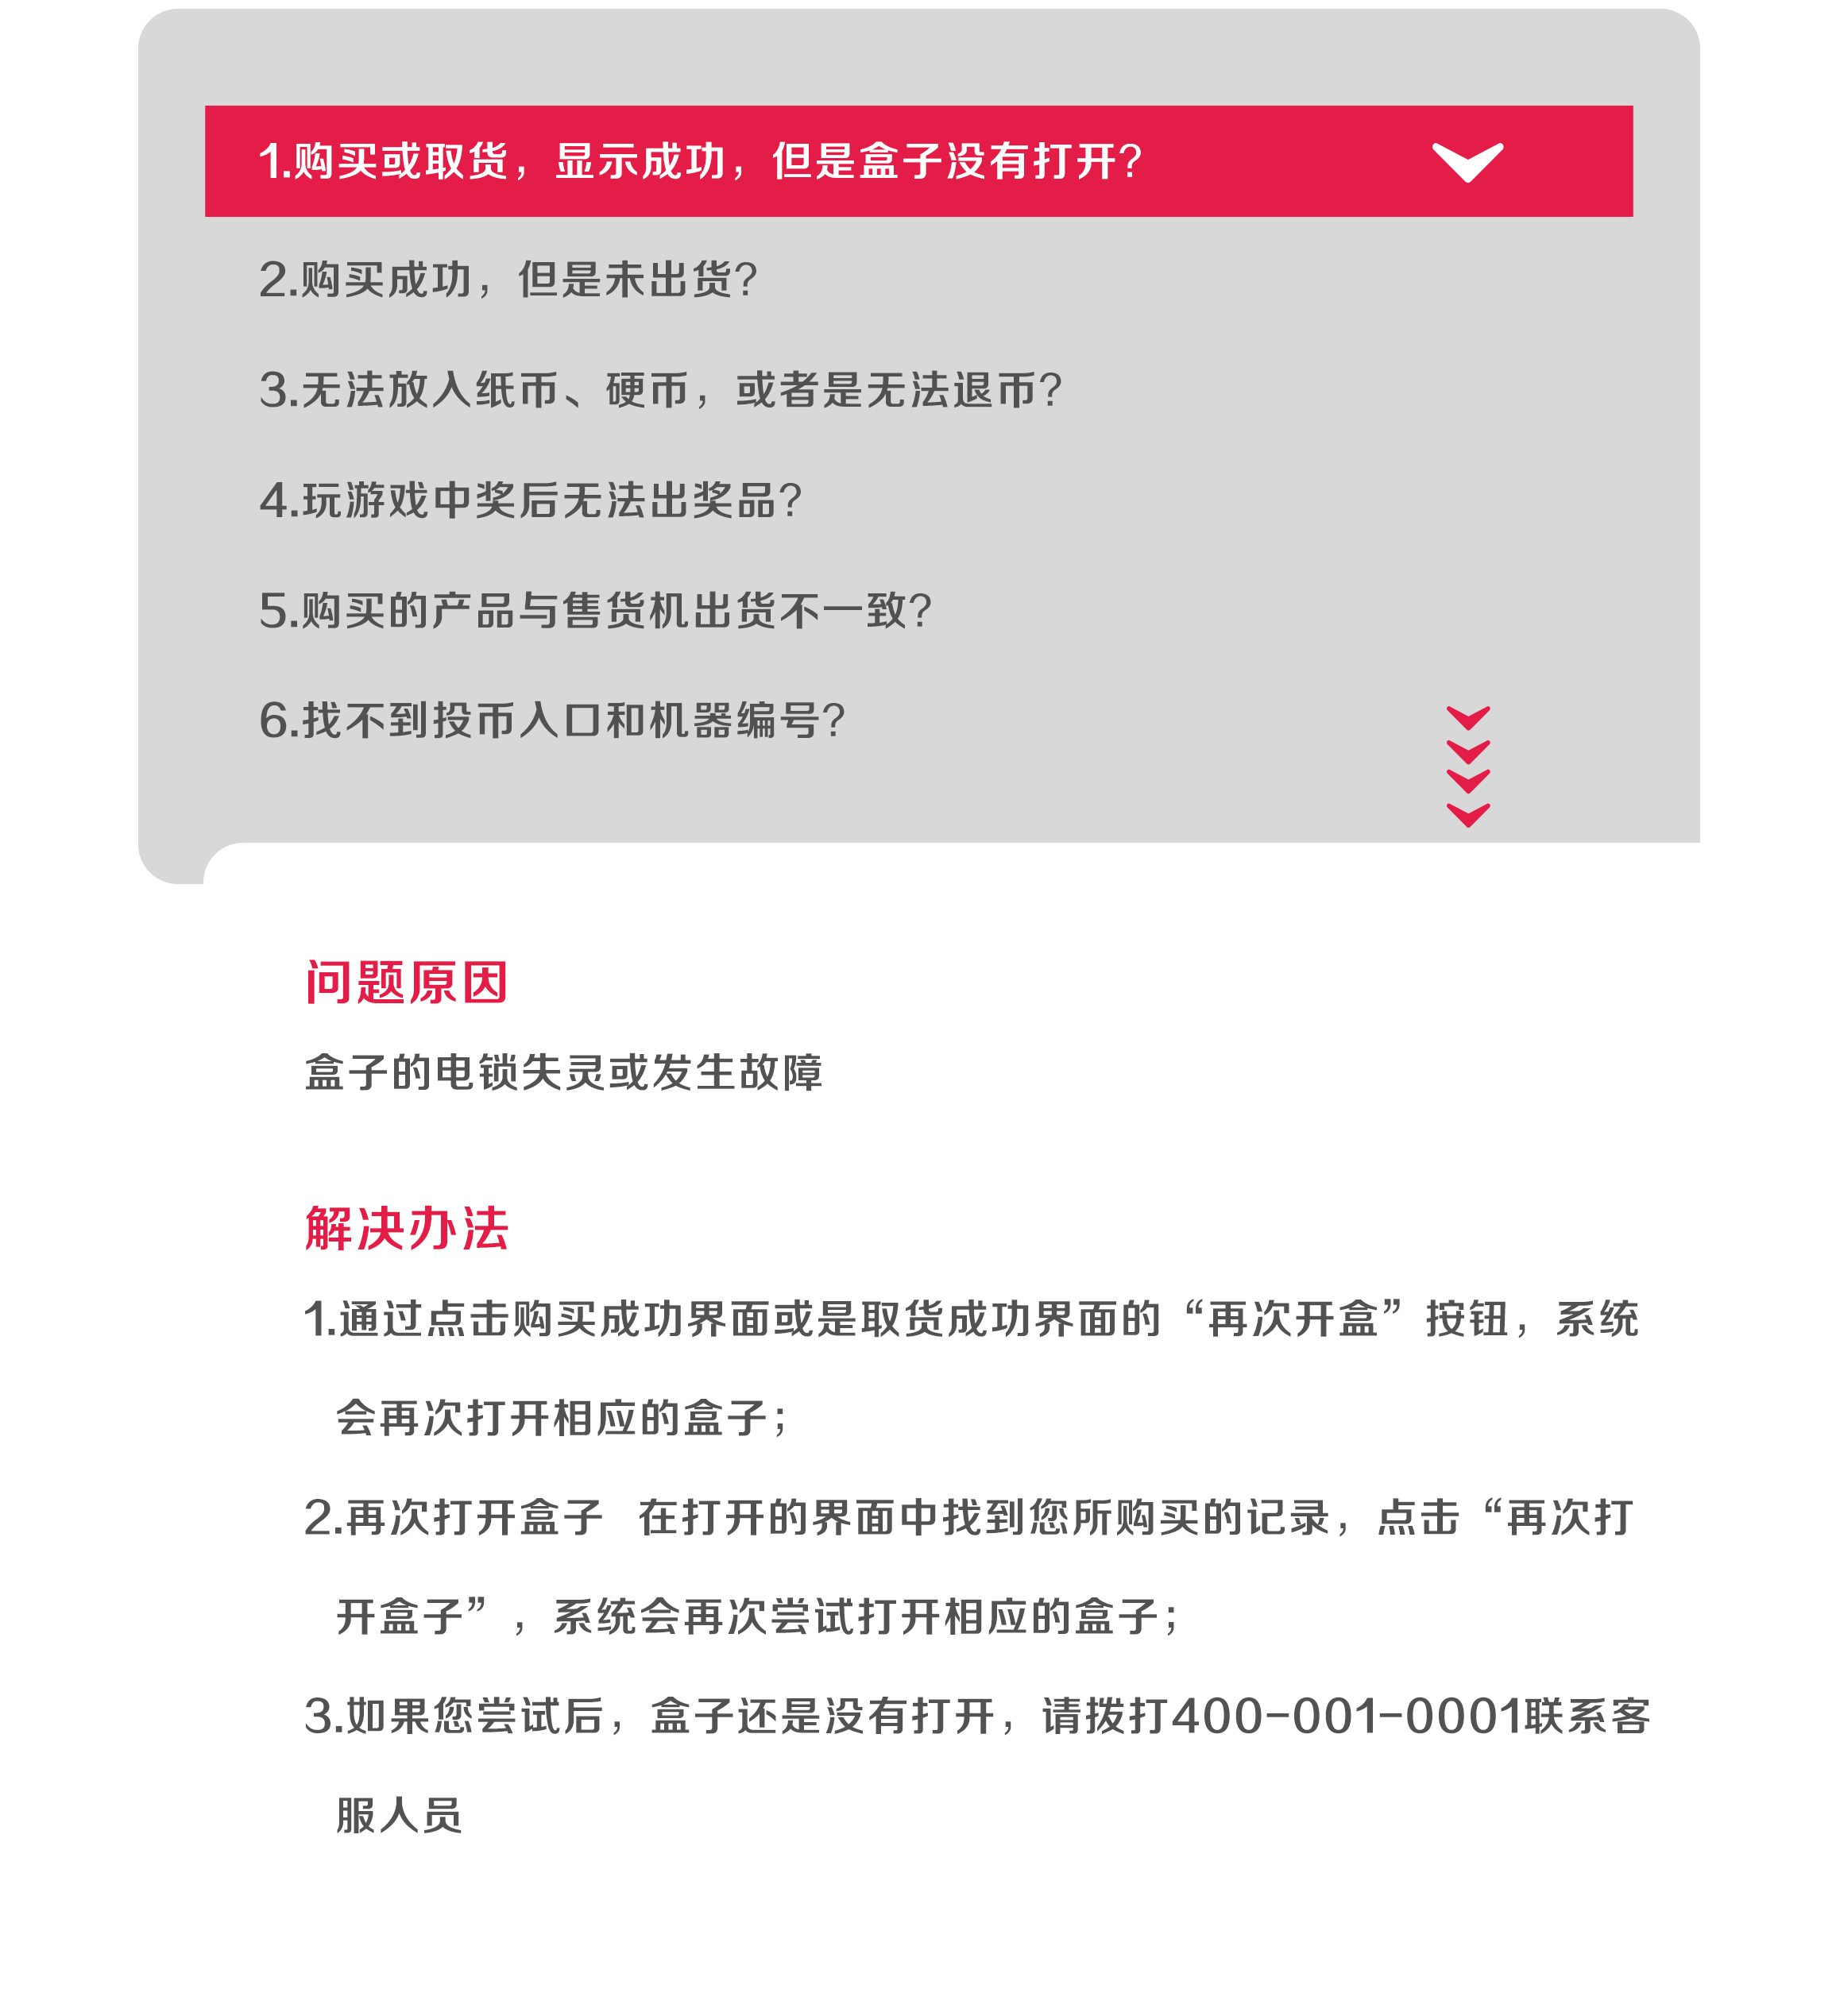 1.购买或取货，显示成功，但是盒子没有打开?
2.购买成功，但是未出货?
3.无法放入纸币、硬币，或者是无法退币?
4.玩游戏中奖后无法出奖品?
5.购买的产品与售货机出货不一致?
6.找不到投币入口和机器编号?
问题原因
盒子的电锁失灵或发生故障
解决办法
1.通过点击购买成功界面或是取货成功界面的“再次开盒”按钮，系统
会再次打开相应的盒子；
2.再次打开盒子 在打开的界面中找到您所购买的记录，点击“再次打
开盒子”，系统会再次尝试打开相应的盒子；
3.如果您尝试后，盒子还是没有打开，请拨打400-001-0001联系客
服人员